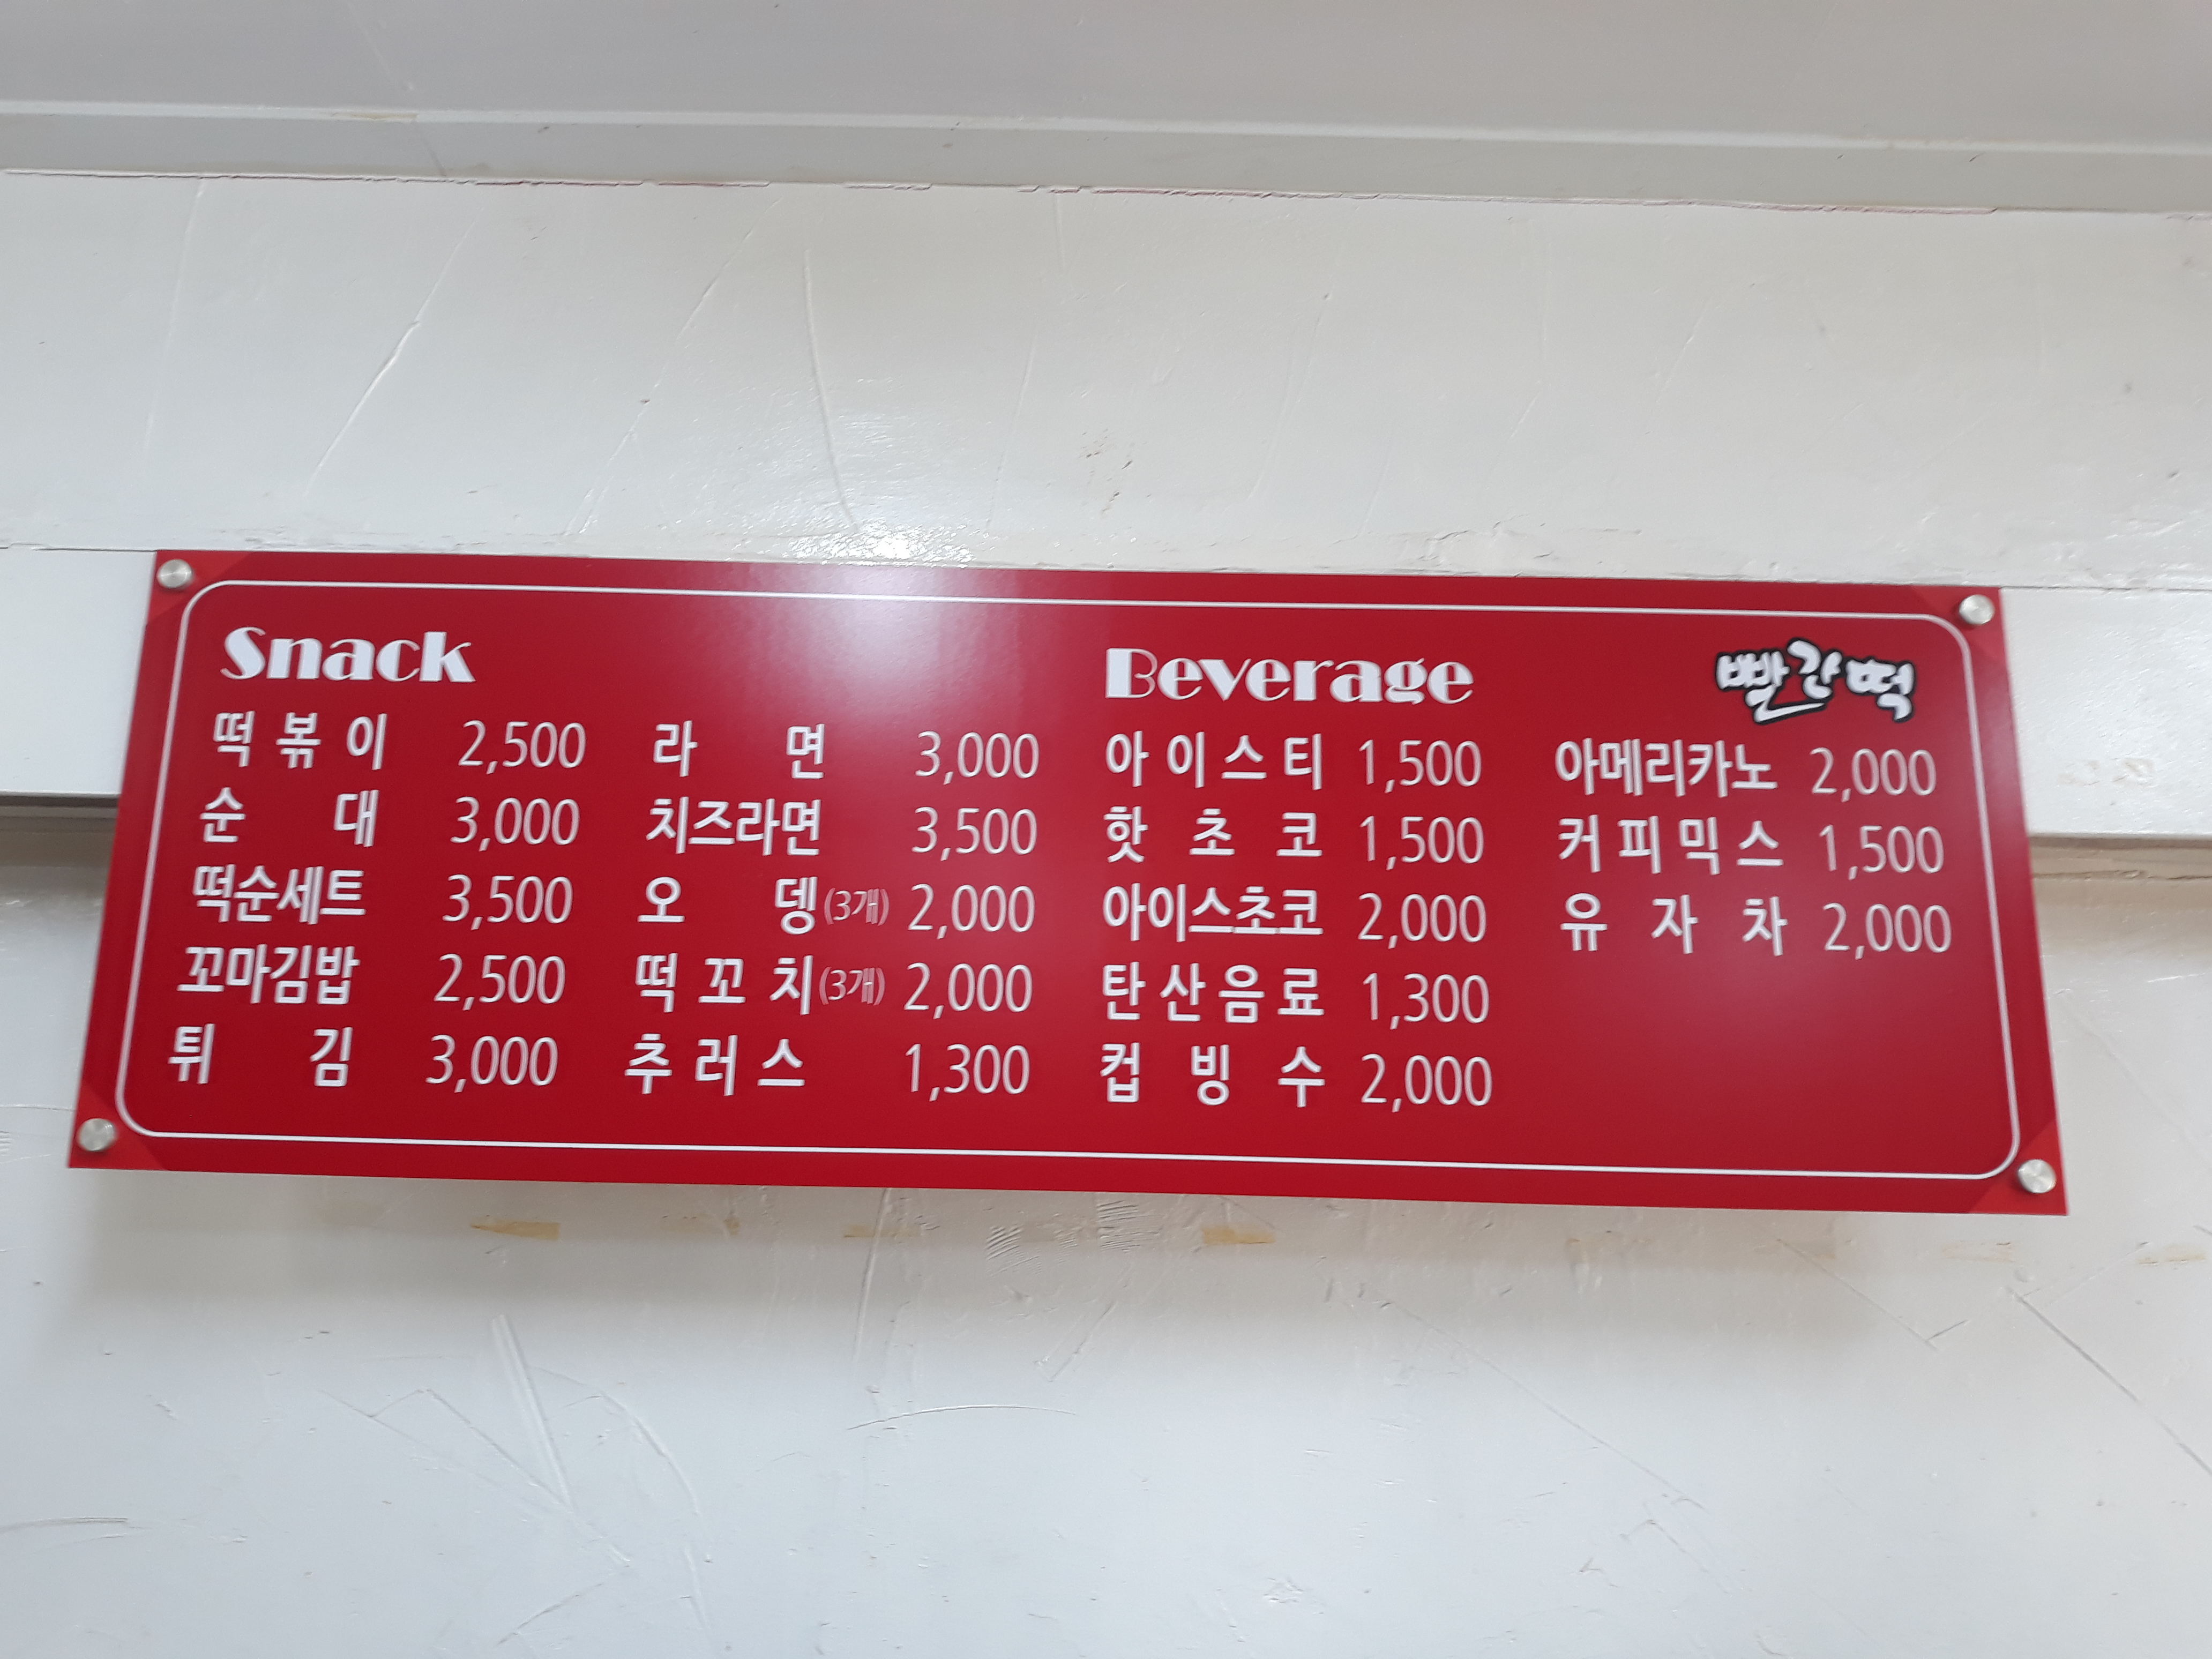 Snack
떡볶이 2,500
순대 3,000
떡순세트 3,500
꼬마김밥 2,500
튀김 3,000
라면 3,000
치즈라면 3,500
오뎅(3개) 2,000
떡꼬치(3개) 2,000
추러스 1,300
Beverage
아이스티 1,500
핫초코 1,500
아이스초코 2,000
탄산음료 1,300
컵빙수 2,000
빨간떡
아메리카노 2,000
커피믹스 1,500
유자차 2,000